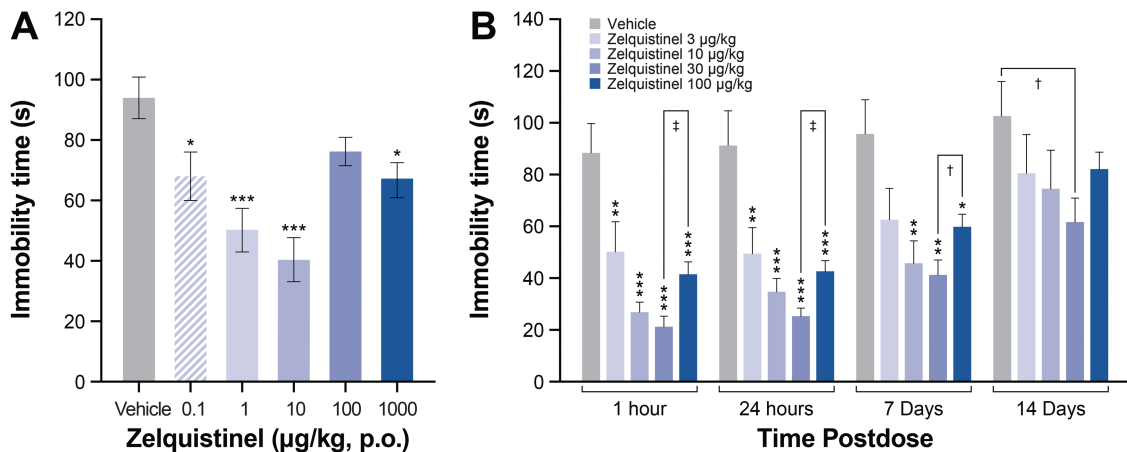 A
Immobility time (s)
120
100
80
60
40
20
0
*
***
***
*
Vehicle 0.1 1 10 100 1000
Zelquistinel (µg/kg, p.o.)
B
Immobility time (s)
140
120
100
80
60
40
20
0
Vehicle
Zelquistinel 3 µg/kg
Zelquistinel 10 µg/kg
Zelquistinel 30 µg/kg
Zelquistinel 100 µg/kg
** *** *** *** ‡
** *** *** *** ‡
** ** * †
†
1 hour 24 hours 7 Days 14 Days
Time Postdose